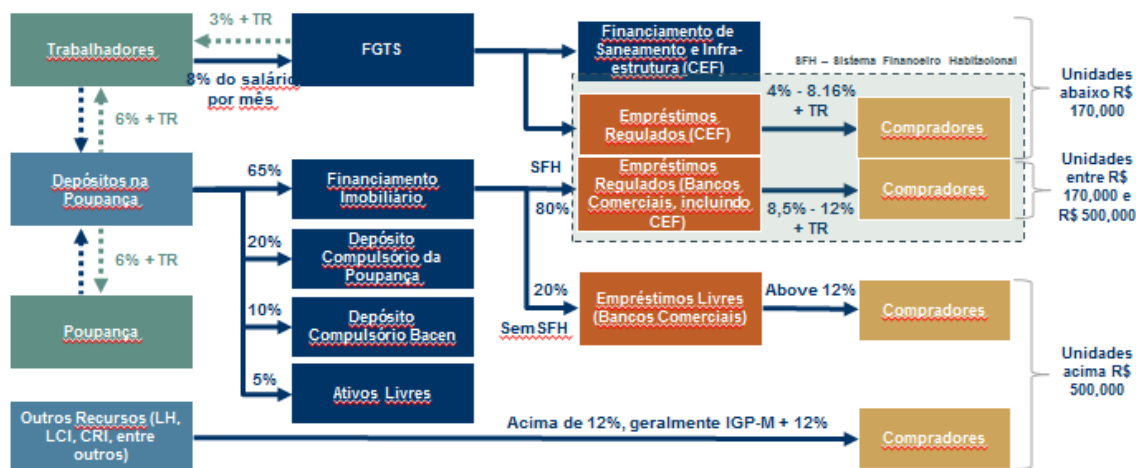 3% + TR
Trabalhadores
FGTS
8% do salário
por mês
6% + TR
Financiamento de
Saneamento e Infra-
estrutura (CEF)
SFH – Sistema Financeiro Habitacional
Empréstimos
Regulados (CEF)
4% - 8.16%
+ TR
Compradores
Unidades
abaixo R$
170,000
Depósitos na
Poupança
65%
Financiamento
Imobiliário
SFH
80%
Empréstimos
Regulados (Bancos
Comerciais, incluindo
CEF)
8,5% - 12%
+ TR
Compradores
Unidades
entre R$
170,000 e
R$ 500,000
20%
Depósito
Compulsório da
Poupança
6% + TR
10%
Depósito
Compulsório Bacen
Poupança
20%
Sem SFH
Empréstimos Livres
(Bancos Comerciais)
Above 12%
Compradores
5%
Ativos Livres
Unidades
acima R$
500,000
Outros Recursos (LH,
LCI, CRI, entre
outros)
Acima de 12%, geralmente IGP-M + 12%
Compradores